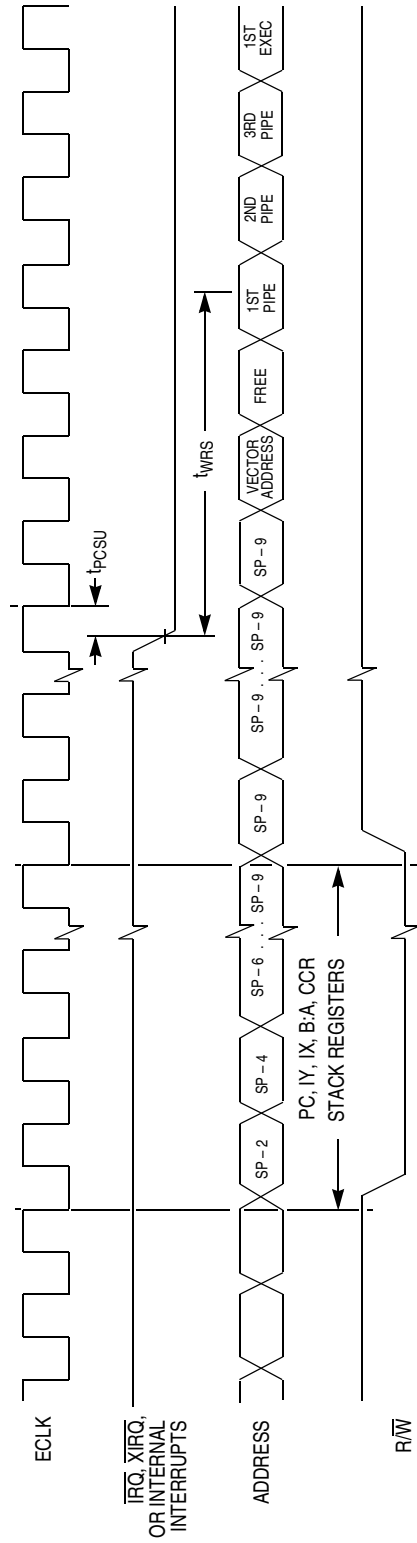 ECLK
tPCSU
IRQ, XIRQ,
OR INTERNAL
INTERRUPTS
tWRS
ADDRESS
SP – 2
SP – 4
SP – 6 . . . SP – 9
SP – 9
SP – 9 . . . SP – 9
SP – 9
VECTOR
ADDRESS
FREE
1ST
PIPE
2ND
PIPE
3RD
PIPE
1ST
EXEC
PC, IY, IX, B:A, CCR
STACK REGISTERS
R/W